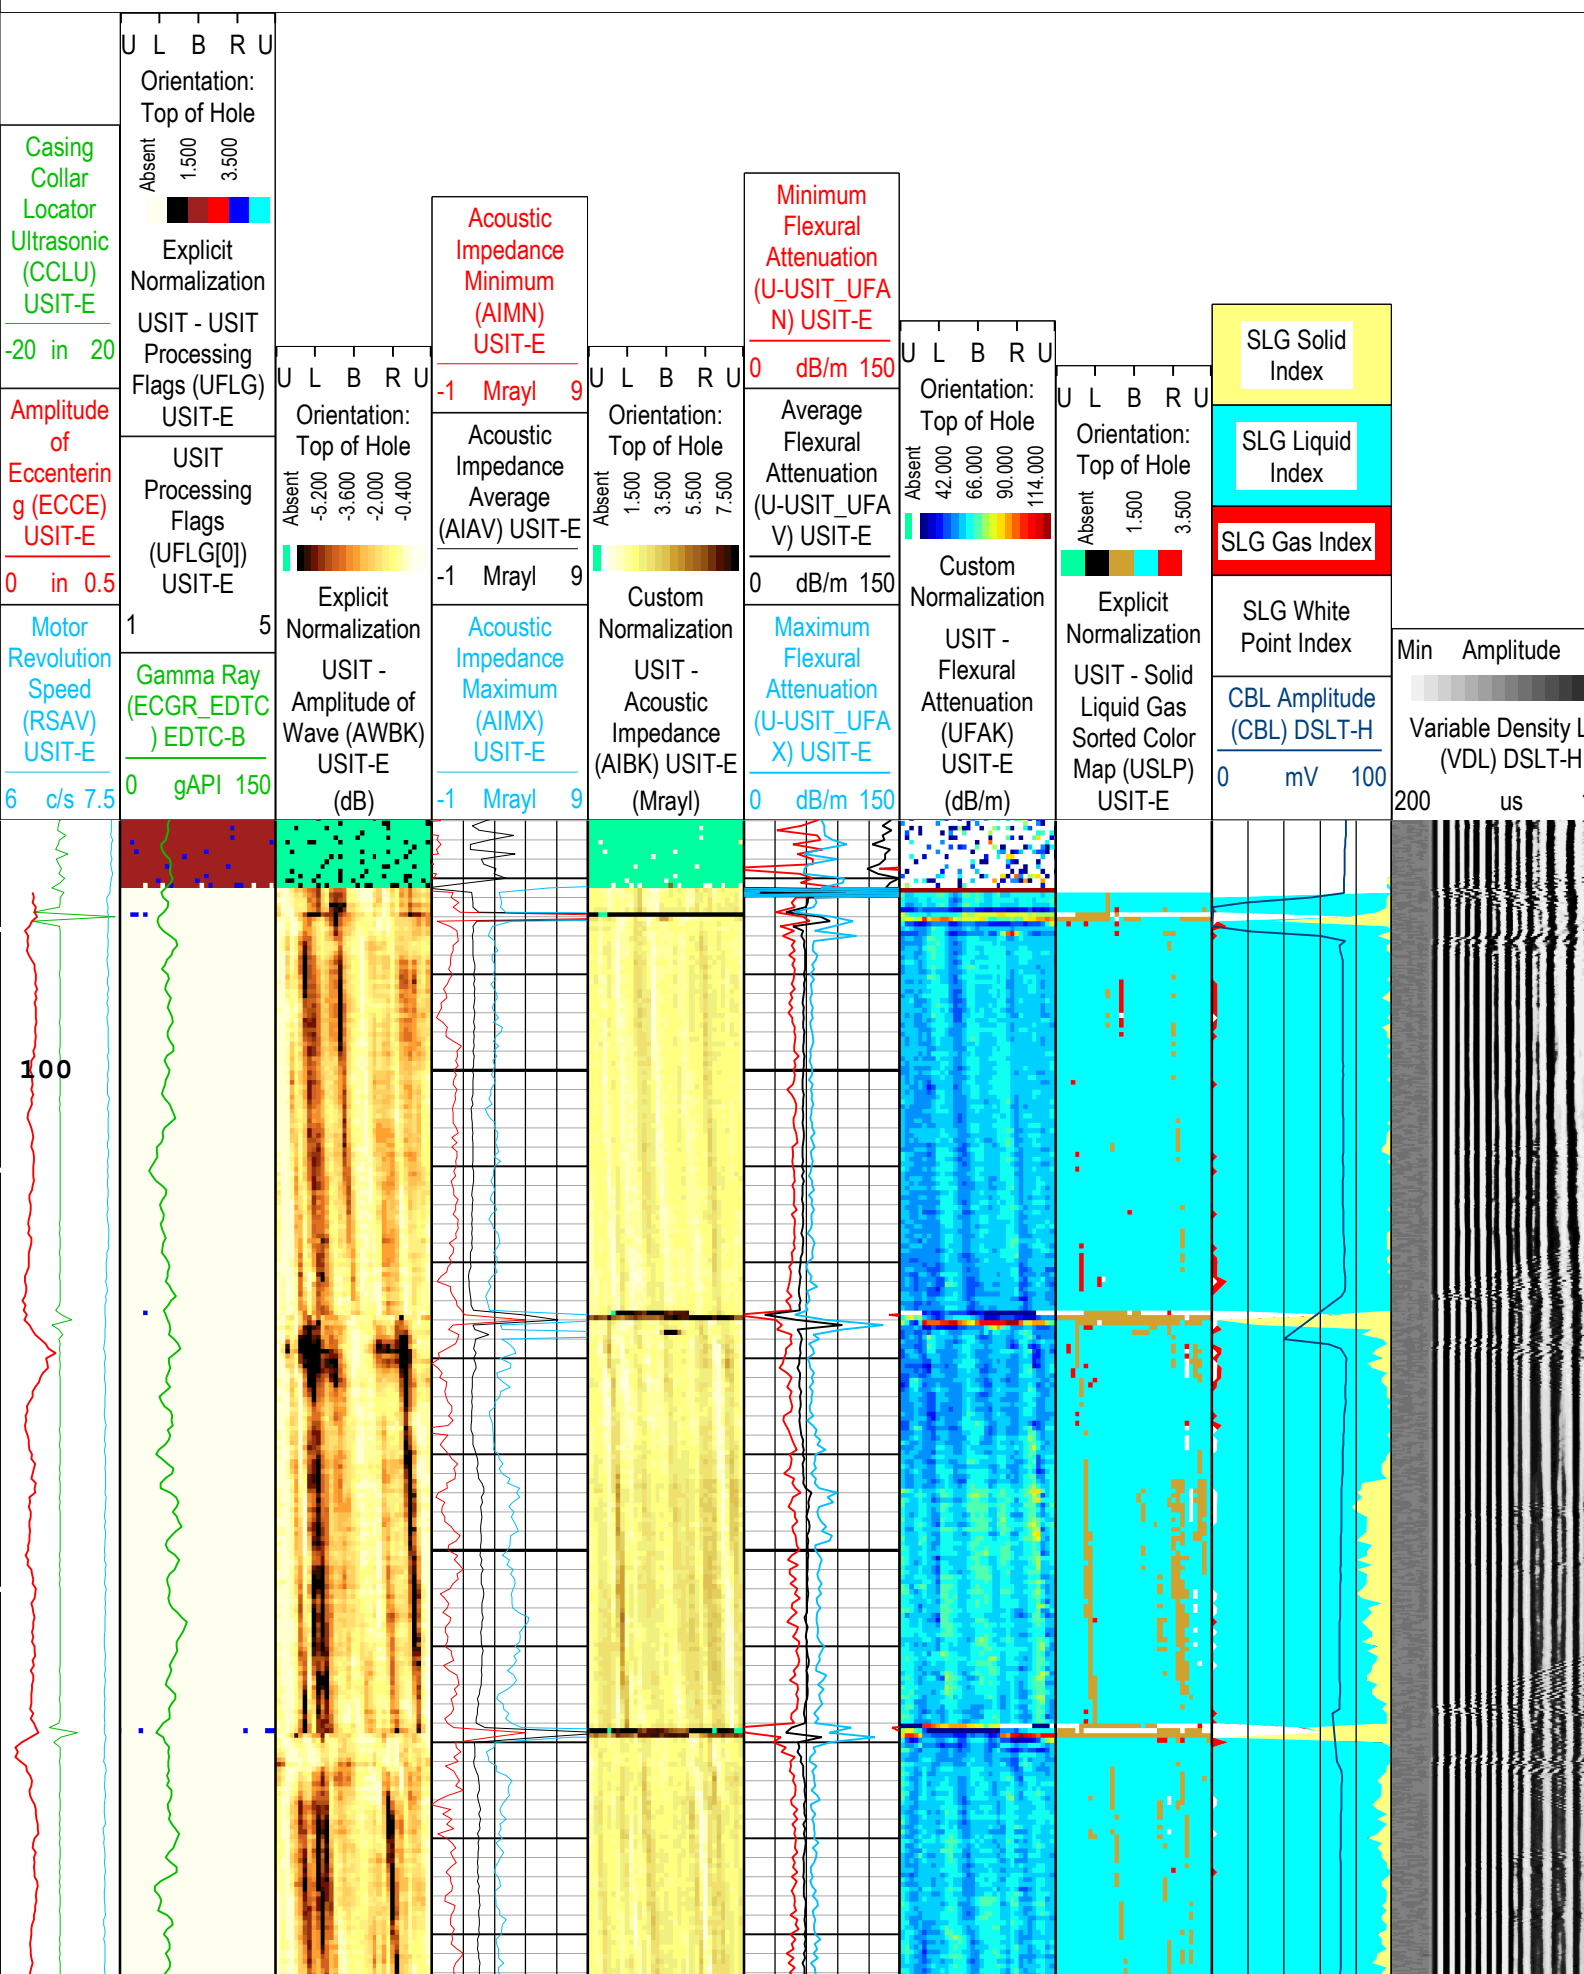 Casing
Collar
Locator
Ultrasonic
(CCLU)
USIT-E
-20 in 20
Amplitude
of
Eccenterin
g (ECCE)
USIT-E
0 in 0.5
Motor
Revolution
Speed
(RSAV)
USIT-E
6 c/s 7.5
U L B R U
Orientation:
Top of Hole
Absent
1.500
3.500
Explicit
Normalization
USIT - USIT
Processing
Flags (UFLG)
USIT-E
USIT
Processing
Flags
(UFLG[0])
USIT-E
1 5
Gamma Ray
(ECGR_EDTC
) EDTC-B
0 gAPI 150
U L B R U
Orientation:
Top of Hole
Absent
-5.200
-3.600
-2.000
-0.400
Explicit
Normalization
USIT -
Amplitude of
Wave (AWBK)
USIT-E
(dB)
Acoustic
Impedance
Minimum
(AIMN)
USIT-E
-1 Mrayl 9
Acoustic
Impedance
Average
(AIAV) USIT-E
-1 Mrayl 9
Acoustic
Impedance
Maximum
(AIMX)
USIT-E
-1 Mrayl 9
U L B R U
Orientation:
Top of Hole
Absent
1.500
3.500
5.500
7.500
Custom
Normalization
USIT -
Acoustic
Impedance
(AIBK) USIT-E
(Mrayl)
Minimum
Flexural
Attenuation
(U-USIT_UFA
N) USIT-E
0 dB/m 150
Average
Flexural
Attenuation
(U-USIT_UFA
V) USIT-E
0 dB/m 150
Maximum
Flexural
Attenuation
(U-USIT_UFA
X) USIT-E
0 dB/m 150
U L B R U
Orientation:
Top of Hole
Absent
42.000
66.000
90.000
114.000
Custom
Normalization
USIT -
Flexural
Attenuation
(UFAK)
USIT-E
(dB/m)
U L B R U
Orientation:
Top of Hole
Absent
1.500
3.500
Explicit
Normalization
USIT - Solid
Liquid Gas
Sorted Color
Map (USLP)
USIT-E
SLG Solid
Index
SLG Liquid
Index
SLG Gas Index
SLG White
Point Index
CBL Amplitude
(CBL) DSLT-H
0 mV 100
Min Amplitude
Variable Density L
(VDL) DSLT-H
200 us
100